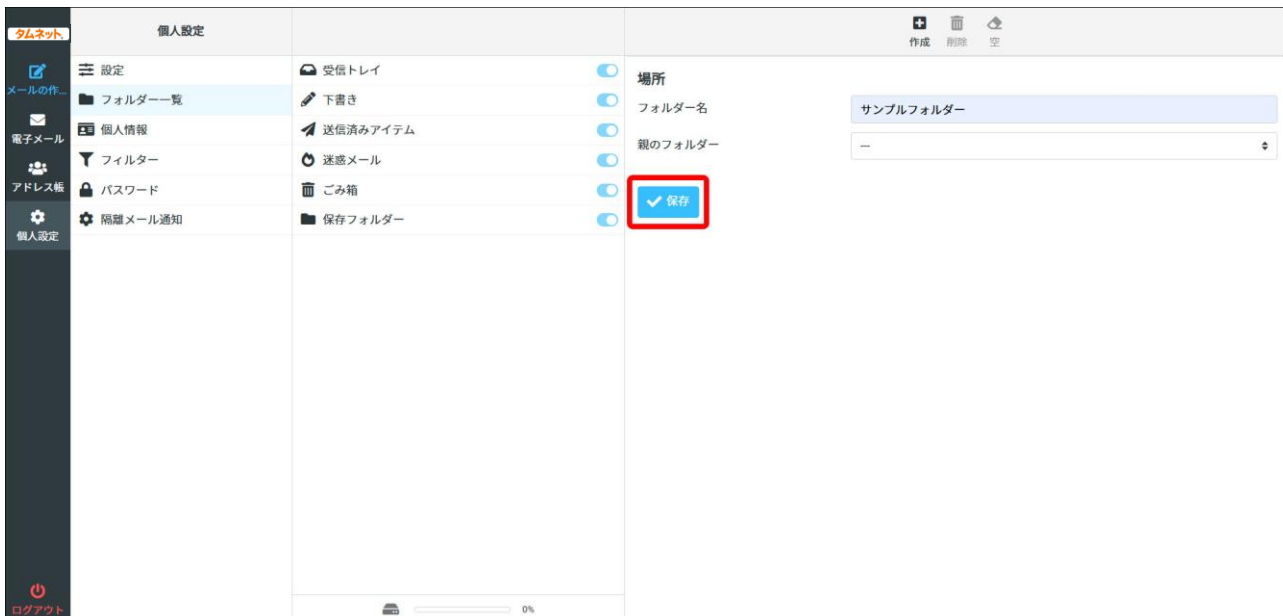 タムネット.
メールの作...
電子メール
アドレス帳
個人設定
ログアウト
個人設定
設定
フォルダー一覧
個人情報
フィルター
パスワード
隔離メール通知
受信トレイ
下書き
送信済みアイテム
迷惑メール
ごみ箱
保存フォルダー
0%
作成 削除 空
場所
フォルダー名 サンプルフォルダー
親のフォルダー ---
保存